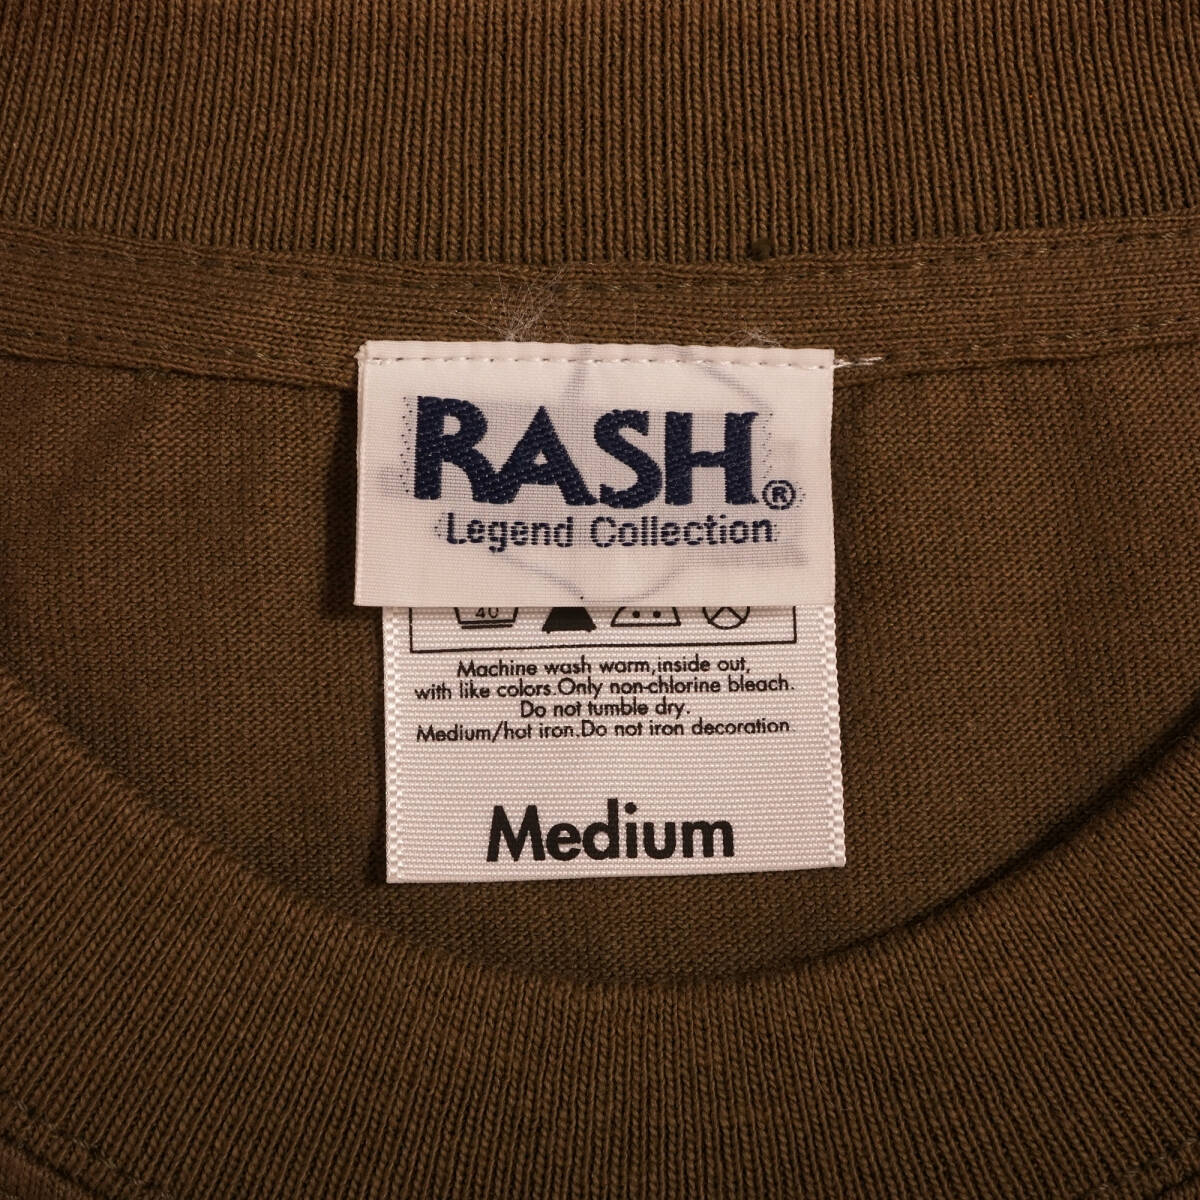 RASH®
Legend Collection
40
Machine wash warm,inside out,
with like colors.Only non-chlorine bleach.
Do not tumble dry.
Medium/hot iron.Do not iron decoration
Medium